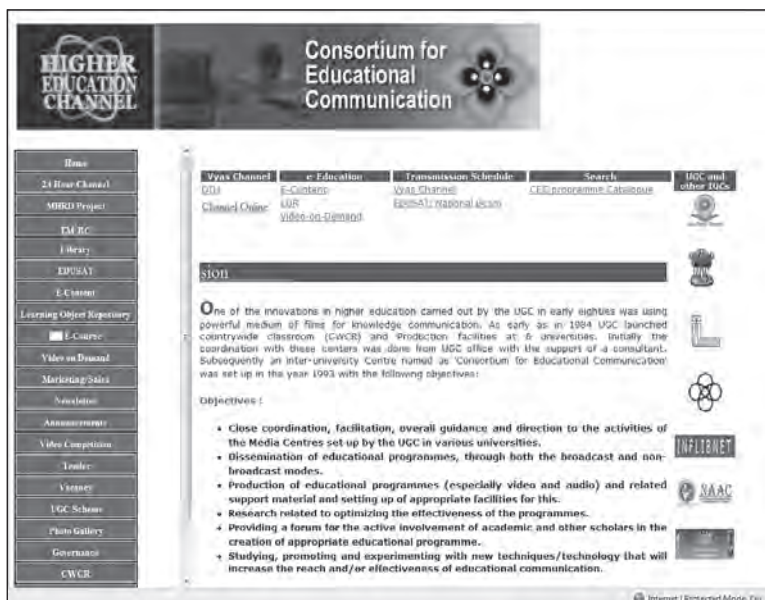 HIGHER
EDUCATION
CHANNEL
Consortium for
Educational
Communication
Home
24 Hour Channel
MHRD Project
EM RC
Library
EDUSAT
E-Content
Learning Object Repository
E-Course
Video on Demand
Marketing/Sales
Newsletter
Announcements
Video Competition
Tender
Vacancy
UGC Scheme
Photo Gallery
Governance
CWCR
Vyas Channel
DD1
Channel Online
e-Education
E-Content
LOR
Video-on-Demand
Transmission Schedule
Vyas Channel
EDUSAT: National Beam
Search
CEC programme Catalogue
UGC and
other IUCs
sion
One of the innovations in higher education carried out by the UGC in early eighties was using
powerful medium of films for knowledge communication. As early as in 1984 UGC launched
countrywide classroom (CWCR) and Production facilities at 6 universities. Initially the
coordination with these centers was done from UGC office with the support of a consultant.
Subsequently an inter-university Centre named as 'Consortium for Educational Communication'
was set up in the year 1993 with the following objectives:
Objectives :
• Close coordination, facilitation, overall guidance and direction to the activities of
the Media Centres set up by the UGC in various universities.
• Dissemination of educational programmes, through both the broadcast and non-
broadcast modes.
• Production of educational programmes (especially video and audio) and related
support material and setting up of appropriate facilities for this.
• Research related to optimizing the effectiveness of the programmes.
• Providing a forum for the active involvement of academic and other scholars in the
creation of appropriate educational programme.
• Studying, promoting and experimenting with new techniques/technology that will
increase the reach and/or effectiveness of educational communication.
INFLIBNET
NAAC
Internet | Protected Mode: